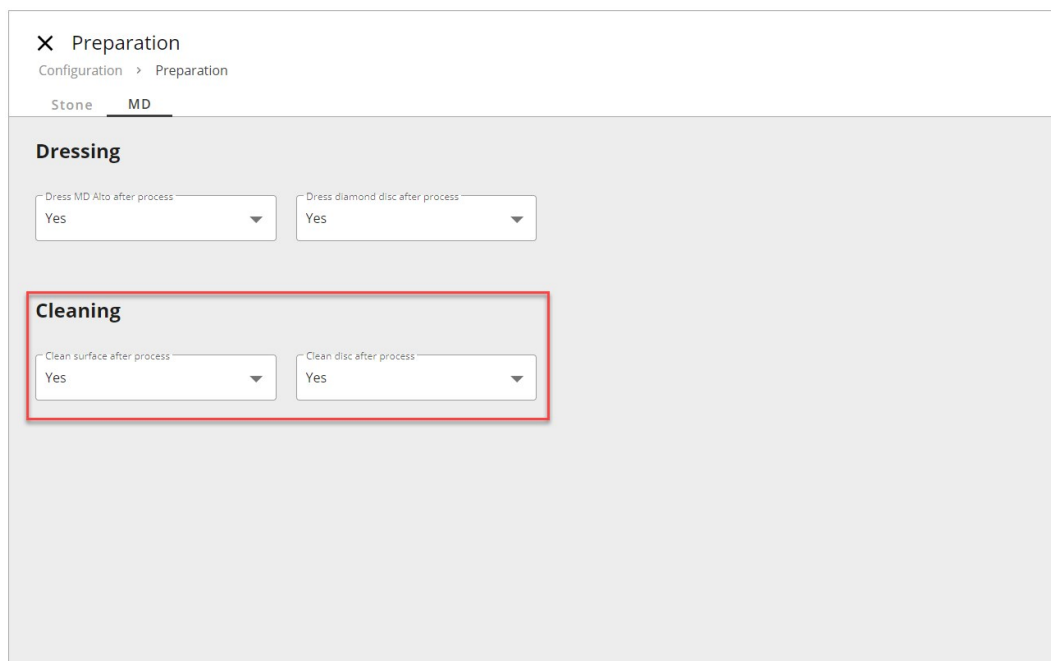 Preparation
Configuration > Preparation
Stone MD
Dressing
Dress MD Alto after process Dress diamond disc after process
Yes Yes
Cleaning
Clean surface after process Clean disc after process
Yes Yes